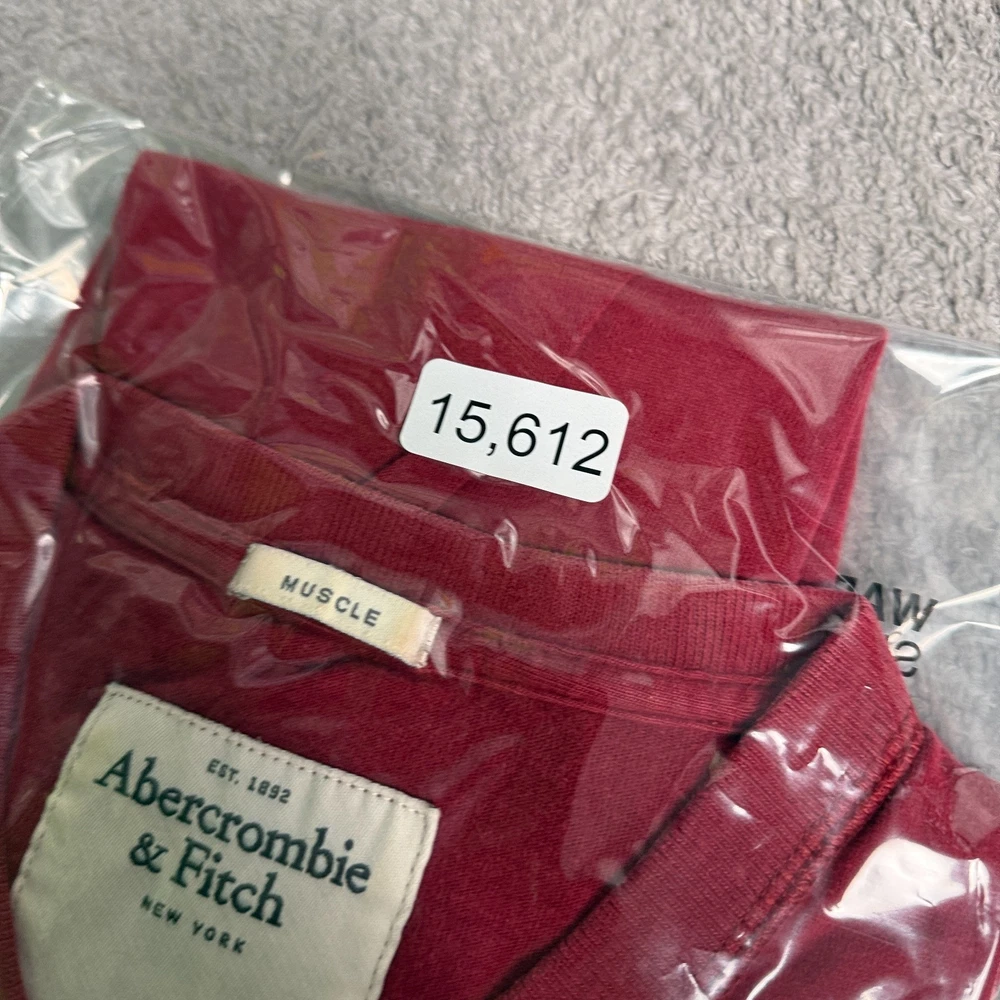 15,612
MUSCLE
EST. 1892
Abercrombie
& Fitch
NEW YORK